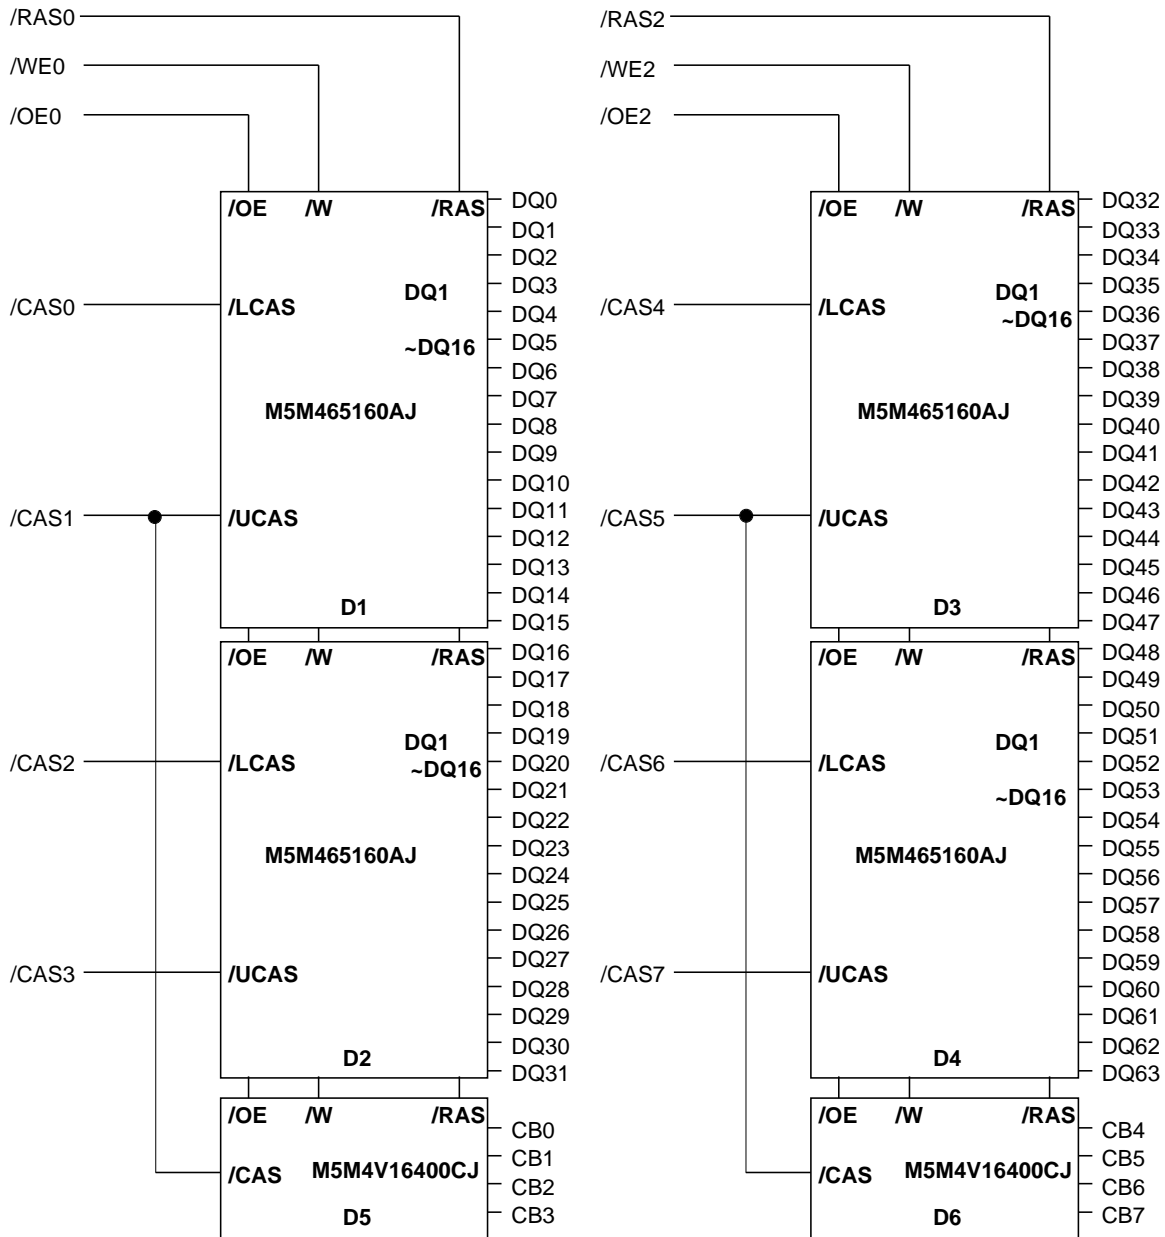 /RAS0
/WE0
/OE0
/OE /W /RAS
DQ0
DQ1
DQ2
DQ3
DQ1
/CAS0
/LCAS
DQ4
DQ5
~DQ16
DQ6
DQ7
M5M465160AJ
DQ8
DQ9
DQ10
DQ11
/CAS1
/UCAS
DQ12
DQ13
DQ14
D1
DQ15
/OE /W /RAS
DQ16
DQ17
DQ18
DQ19
DQ1
/CAS2
/LCAS
~DQ16
DQ20
DQ21
DQ22
DQ23
M5M465160AJ
DQ24
DQ25
DQ26
DQ27
/CAS3
/UCAS
DQ28
DQ29
DQ30
D2
DQ31
/OE /W /RAS
CB0
CB1
/CAS M5M4V16400CJ
CB2
CB3
D5
/RAS2
/WE2
/OE2
/OE /W /RAS
DQ32
DQ33
DQ34
DQ35
DQ1
/CAS4
/LCAS
~DQ16
DQ36
DQ37
DQ38
DQ39
M5M465160AJ
DQ40
DQ41
DQ42
DQ43
/CAS5
/UCAS
DQ44
DQ45
DQ46
D3
DQ47
/OE /W /RAS
DQ48
DQ49
DQ50
DQ51
DQ1
/CAS6
/LCAS
DQ52
DQ53
~DQ16
DQ54
DQ55
M5M465160AJ
DQ56
DQ57
DQ58
DQ59
/CAS7
/UCAS
DQ60
DQ61
DQ62
D4
DQ63
/OE /W /RAS
CB4
CB5
/CAS M5M4V16400CJ
CB6
CB7
D6